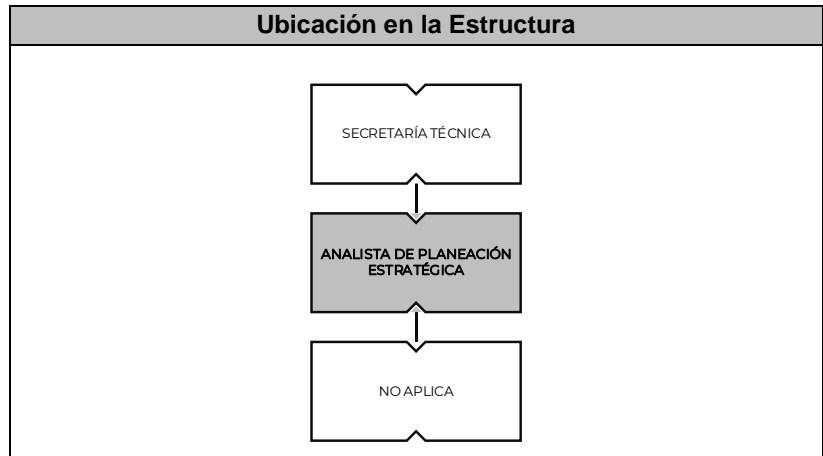 Ubicación en la Estructura
SECRETARÍA TÉCNICA
ANALISTA DE PLANEACIÓN
ESTRATÉGICA
NO APLICA